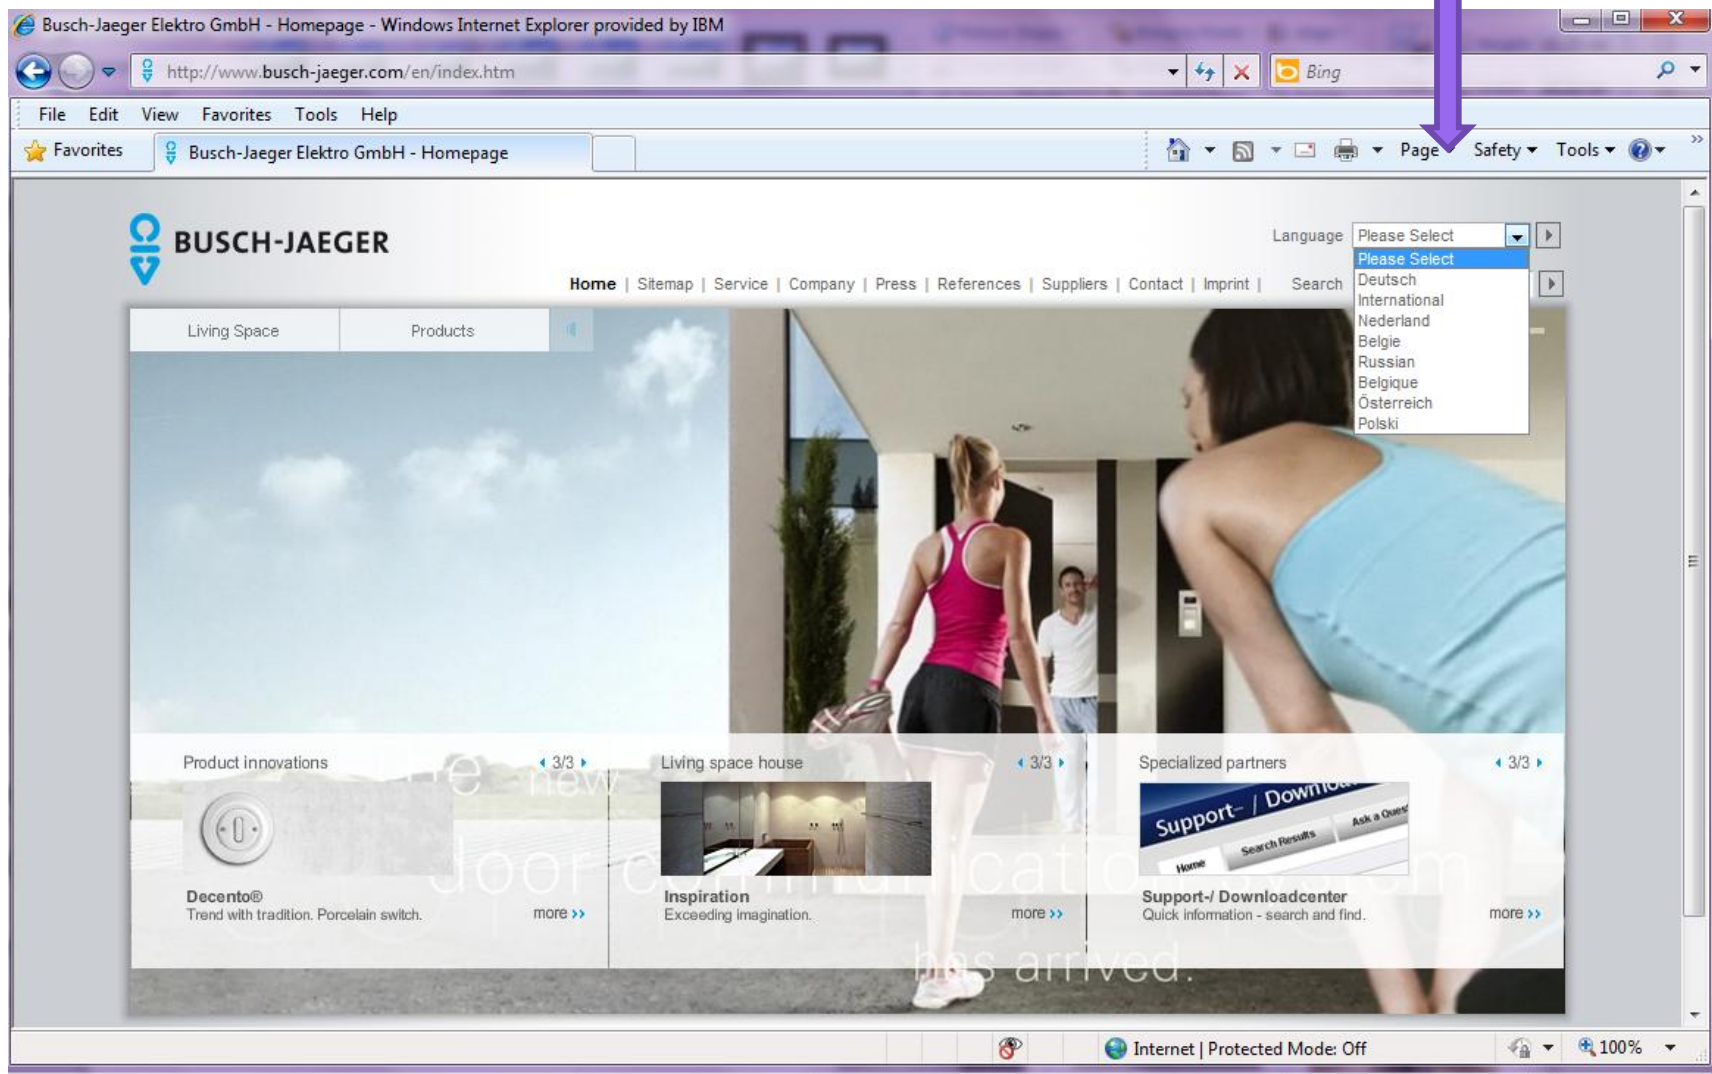 Busch-Jaeger Elektro GmbH - Homepage - Windows Internet Explorer provided by IBM
http://www.busch-jaeger.com/en/index.htm
Bing
File Edit View Favorites Tools Help
Favorites
Busch-Jaeger Elektro GmbH - Homepage
Page Safety Tools
BUSCH-JAEGER
Language Please Select
Please Select
Deutsch
International
Nederland
Belgie
Russian
Belgique
Österreich
Polski
Home | Sitemap | Service | Company | Press | References | Suppliers | Contact | Imprint | Search
Living Space Products
the new
door communication system
has arrived.
Product innovations 3/3
Decento®
Trend with tradition. Porcelain switch. more >>
Living space house 3/3
Inspiration
Exceeding imagination. more >>
Specialized partners 3/3
Support- / Download
Home Search Results Ask a Ques
Support-/ Downloadcenter
Quick information - search and find. more >>
Internet | Protected Mode: Off 100%